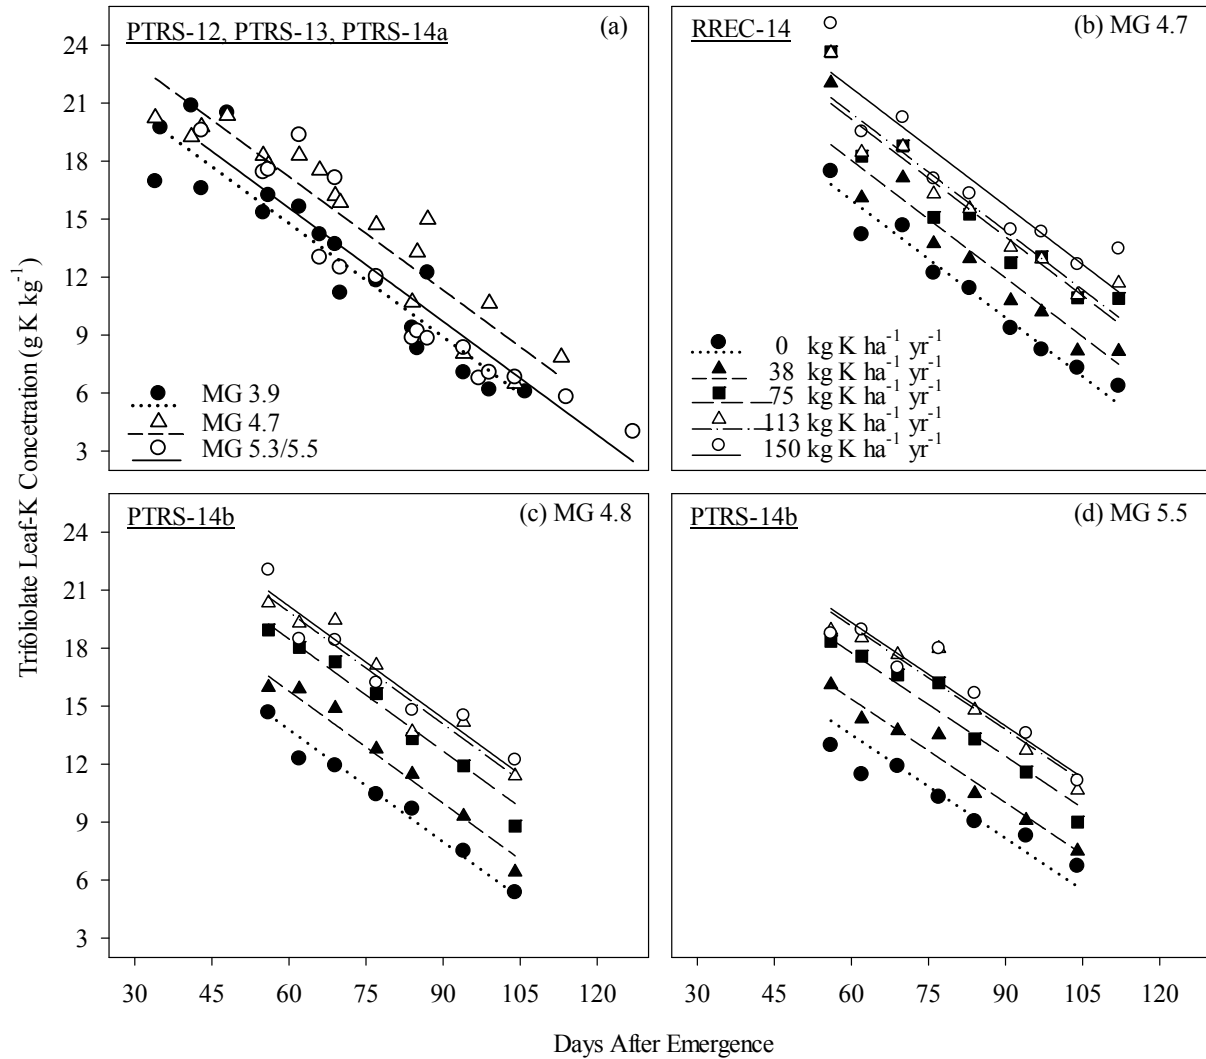 PTRS-12, PTRS-13, PTRS-14a
(a)
24
21
18
15
12
9
6
3
MG 3.9
MG 4.7
MG 5.3/5.5
RREC-14
(b) MG 4.7
0 kg K ha⁻¹ yr⁻¹
38 kg K ha⁻¹ yr⁻¹
75 kg K ha⁻¹ yr⁻¹
113 kg K ha⁻¹ yr⁻¹
150 kg K ha⁻¹ yr⁻¹
Trifoliolate Leaf-K Concetration (g K kg⁻¹)
PTRS-14b
(c) MG 4.8
24
21
18
15
12
9
6
3
30 45 60 75 90 105 120
PTRS-14b
(d) MG 5.5
30 45 60 75 90 105 120
Days After Emergence